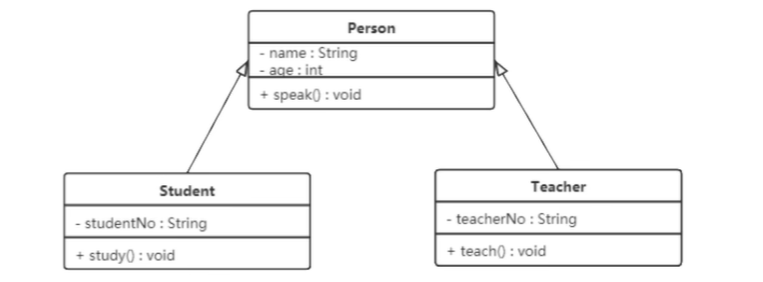 Person
- name : String
- age : int
+ speak() : void
Student
- studentNo : String
+ study() : void
Teacher
- teacherNo : String
+ teach() : void